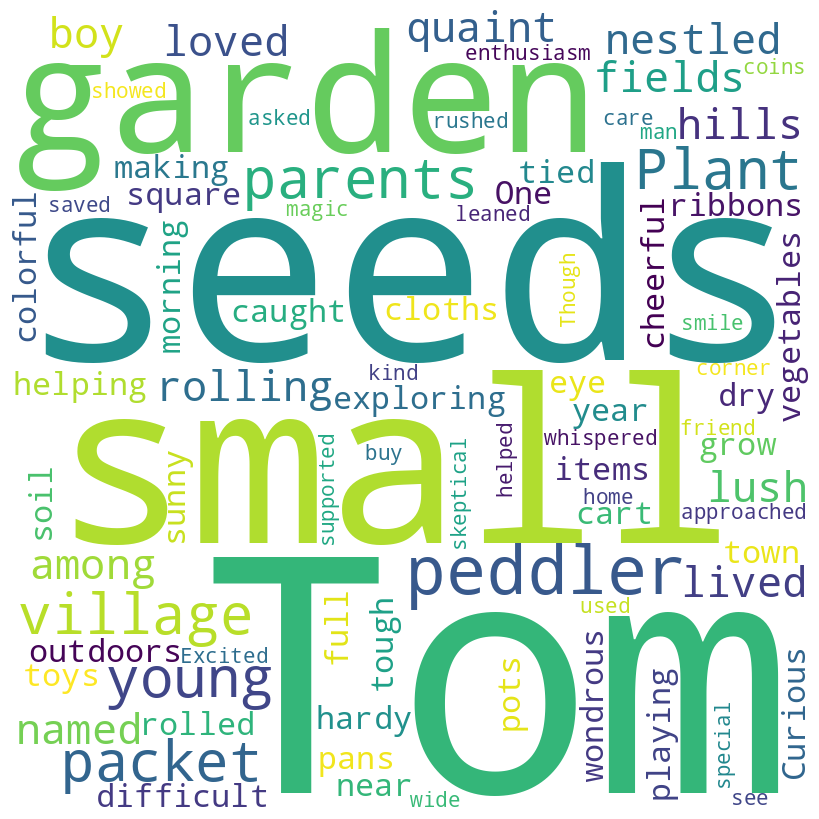 boy
loved
quaint
enthusiasm
nestled
garden
showed
asked
rushed
fields
coins
care
man
hills
making
parents
tied
Plant
saved
square
magic
One
leaned
ribbons
colorful
morning
seeds
Though
cheerful
vegetables
caught
cloths
smile
helping
rolling
kind
exploring
eye
corner
dry
year
small
buy
whispered
friend
grow
soil
sunny
supported
skeptical
helped
items
home
lush
cart
approached
among
peddler
town
lived
village
Tom
full
tough
used
outdoors
Excited
toys
young
pots
wondrous
playing
special
Curious
named
rolled
hardy
packet
pans
near
difficult
wide
see